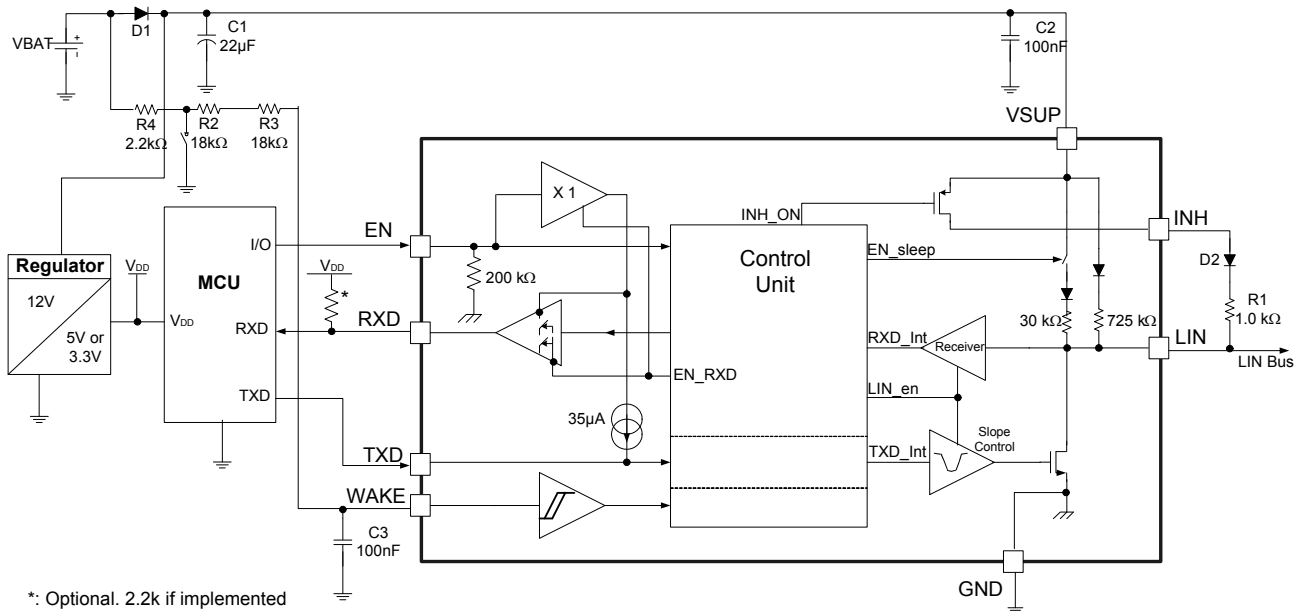 VBAT
+
-
D1
C1
22µF
C2
100nF
R4
2.2kΩ
R2
18kΩ
R3
18kΩ
VSUP
Regulator
12V
5V or
3.3V
VDD
MCU
VDD
I/O
RXD
TXD
VDD
*
EN
RXD
TXD
WAKE
C3
100nF
200 kΩ
X 1
35µA
Control
Unit
INH_ON
EN_sleep
EN_RXD
RXD_Int
LIN_en
TXD_Int
Receiver
Slope
Control
30 kΩ
725 kΩ
INH
D2
R1
1.0 kΩ
LIN
LIN Bus
GND
*: Optional. 2.2k if implemented